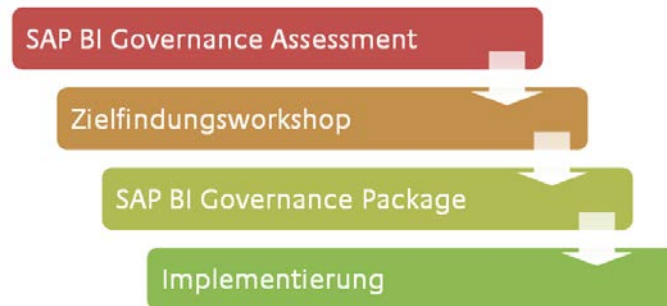 SAP BI Governance Assessment
Zielfindungsworkshop
SAP BI Governance Package
Implementierung